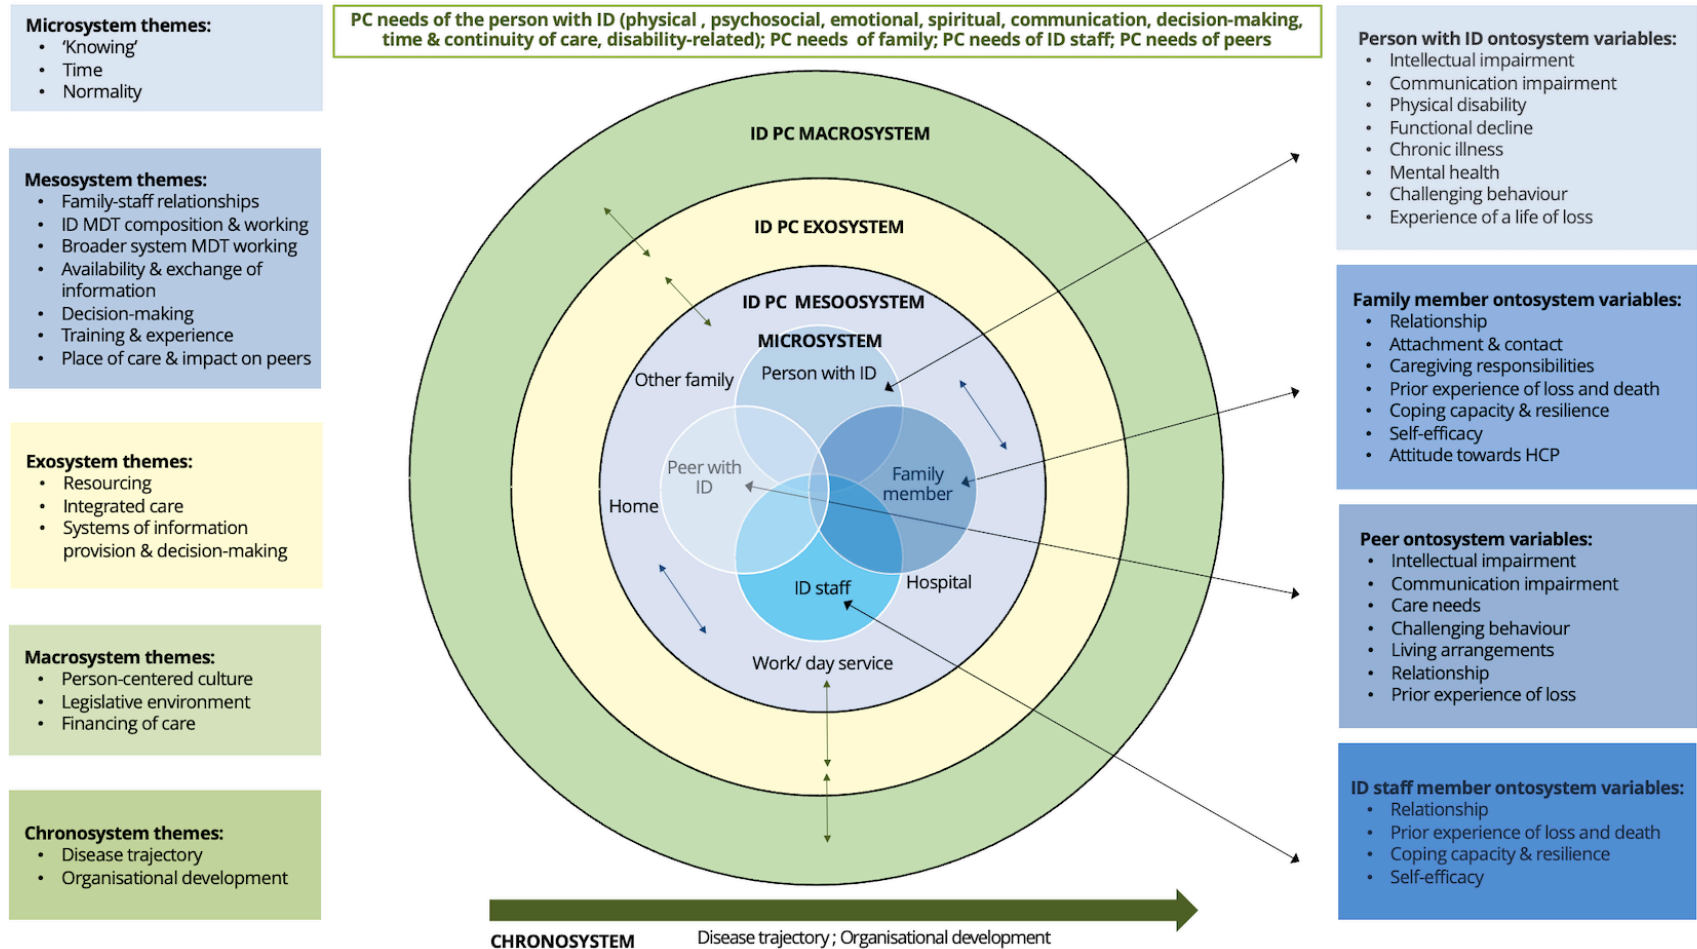 PC needs of the person with ID (physical , psychosocial, emotional, spiritual, communication, decision-making,
time & continuity of care, disability-related); PC needs  of family; PC needs of ID staff; PC needs of peers
Microsystem themes:
• ‘Knowing’
• Time
• Normality
Mesosystem themes:
• Family-staff relationships
• ID MDT composition & working
• Broader system MDT working
• Availability & exchange of
information
• Decision-making
• Training & experience
• Place of care & impact on peers
Exosystem themes:
• Resourcing
• Integrated care
• Systems of information
provision & decision-making
Macrosystem themes:
• Person-centered culture
• Legislative environment
• Financing of care
Chronosystem themes:
• Disease trajectory
• Organisational development
ID PC MACROSYSTEM
ID PC EXOSYSTEM
ID PC  MESOOSYSTEM
MICROSYSTEM
Person with ID
Other family
Peer with
ID
Family
member
Home
ID staff
Hospital
Work/ day service
Person with ID ontosystem variables:
• Intellectual impairment
• Communication impairment
• Physical disability
• Functional decline
• Chronic illness
• Mental health
• Challenging behaviour
• Experience of a life of loss
Family member ontosystem variables:
• Relationship
• Attachment & contact
• Caregiving responsibilities
• Prior experience of loss and death
• Coping capacity & resilience
• Self-efficacy
• Attitude towards HCP
Peer ontosystem variables:
• Intellectual impairment
• Communication impairment
• Care needs
• Challenging behaviour
• Living arrangements
• Relationship
• Prior experience of loss
ID staff member ontosystem variables:
• Relationship
• Prior experience of loss and death
• Coping capacity & resilience
• Self-efficacy
CHRONOSYSTEM
Disease trajectory ; Organisational development